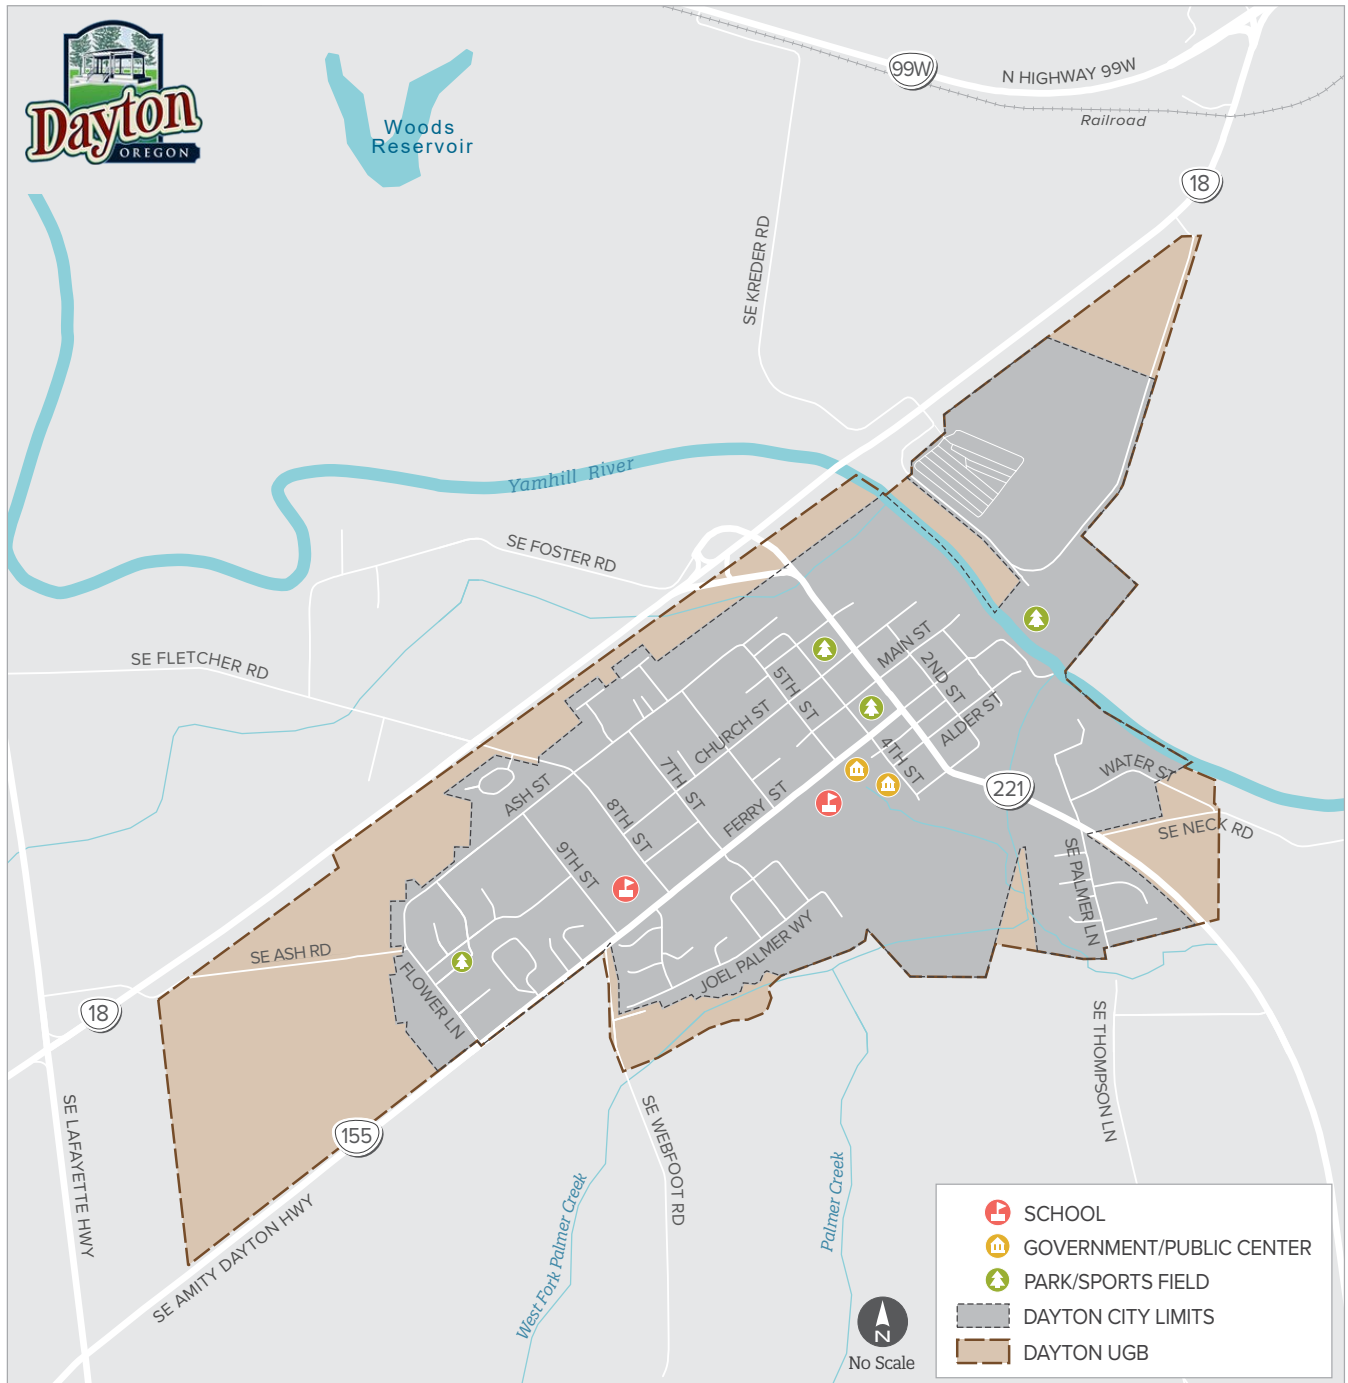 Dayton
OREGON
Woods
Reservoir
99W
N HIGHWAY 99W
Railroad
18
SE KREDER RD
Yamhill River
SE FOSTER RD
SE FLETCHER RD
MAIN ST
2ND ST
5TH ST
ALDER ST
CHURCH ST
4TH ST
7TH ST
WATER ST
221
ASH ST
FERRY ST
8TH ST
SE NECK RD
9TH ST
SE PALMER LN
SE ASH RD
JOEL PALMER WY
FLOWER LN
18
SE THOMPSON LN
SE LAFAYETTE HWY
155
SE WEBFOOT RD
SE AMITY DAYTON HWY
West Fork Palmer Creek
Palmer Creek
N
No Scale
SCHOOL
GOVERNMENT/PUBLIC CENTER
PARK/SPORTS FIELD
DAYTON CITY LIMITS
DAYTON UGB